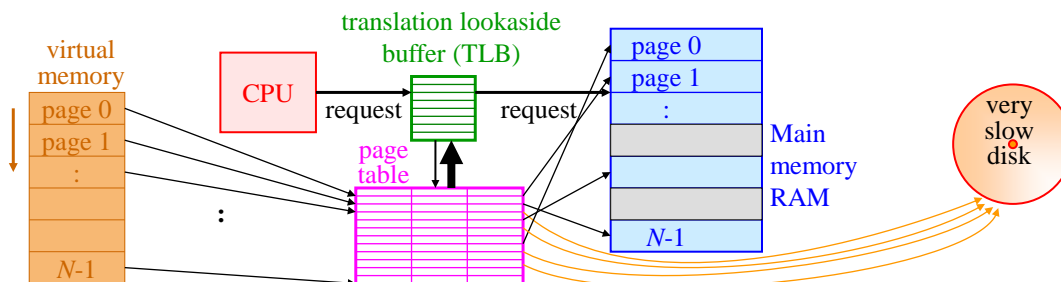 translation lookaside
buffer (TLB)
virtual
memory
page 0
page 1
:
N-1
CPU
request
request
page
table
:
page 0
page 1
:
N-1
Main
memory
RAM
very
slow
disk